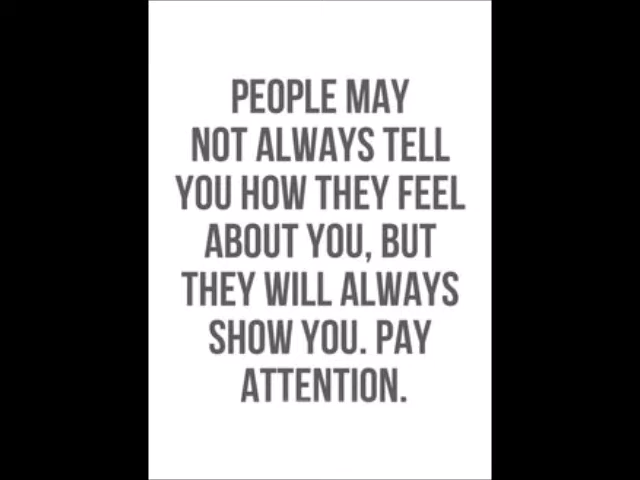 PEOPLE MAY
NOT ALWAYS TELL
YOU HOW THEY FEEL
ABOUT YOU, BUT
THEY WILL ALWAYS
SHOW YOU. PAY
ATTENTION.